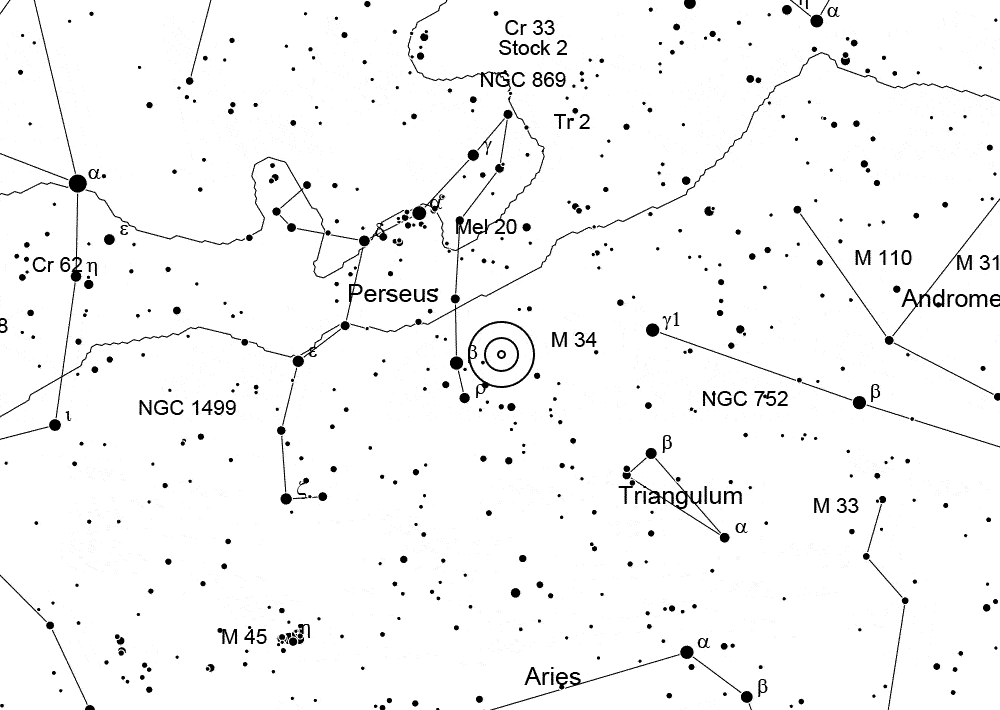 η
α
Cr 33
Stock 2
NGC 869
Tr 2
γ
α
α
ε
δ
Mel 20
Cr 62 η
M 110
M 31
Perseus
Androme
8
γ1
M 34
ε
β
β
ρ
NGC 752
NGC 1499
ι
β
ζ
Triangulum
M 33
α
M 45
η
α
Aries
β